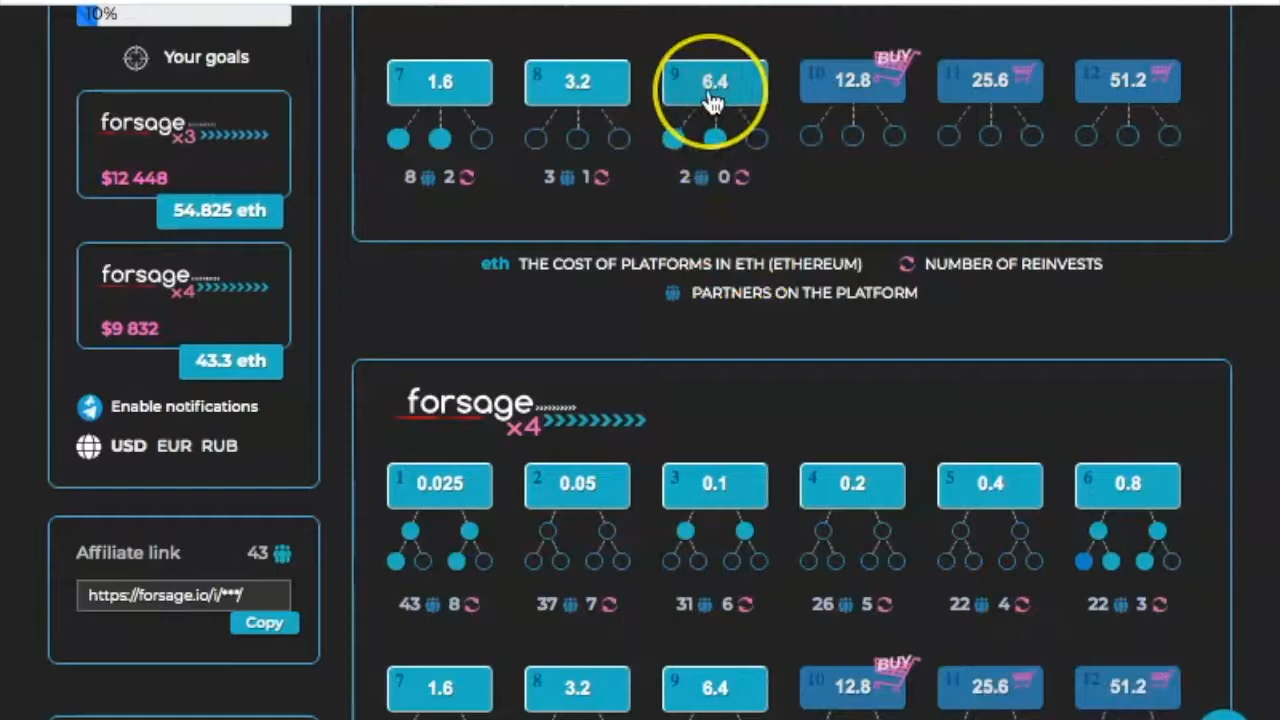 10%
Your goals
forsage
x3
$12 448
54.825 eth
forsage
x4
$9 832
43.3 eth
Enable notifications
USD EUR RUB
Affiliate link 43
https://forsage.io/i/***/
Copy
7 1.6 8 3.2 9 6.4 10 12.8 BUY 11 25.6 12 51.2
8 2 3 1 2 0
eth THE COST OF PLATFORMS IN ETH (ETHEREUM) NUMBER OF REINVESTS
PARTNERS ON THE PLATFORM
forsage
x4
1 0.025 2 0.05 3 0.1 4 0.2 5 0.4 6 0.8
43 8 37 7 31 6 26 5 22 4 22 3
7 1.6 8 3.2 9 6.4 10 12.8 BUY 11 25.6 12 51.2